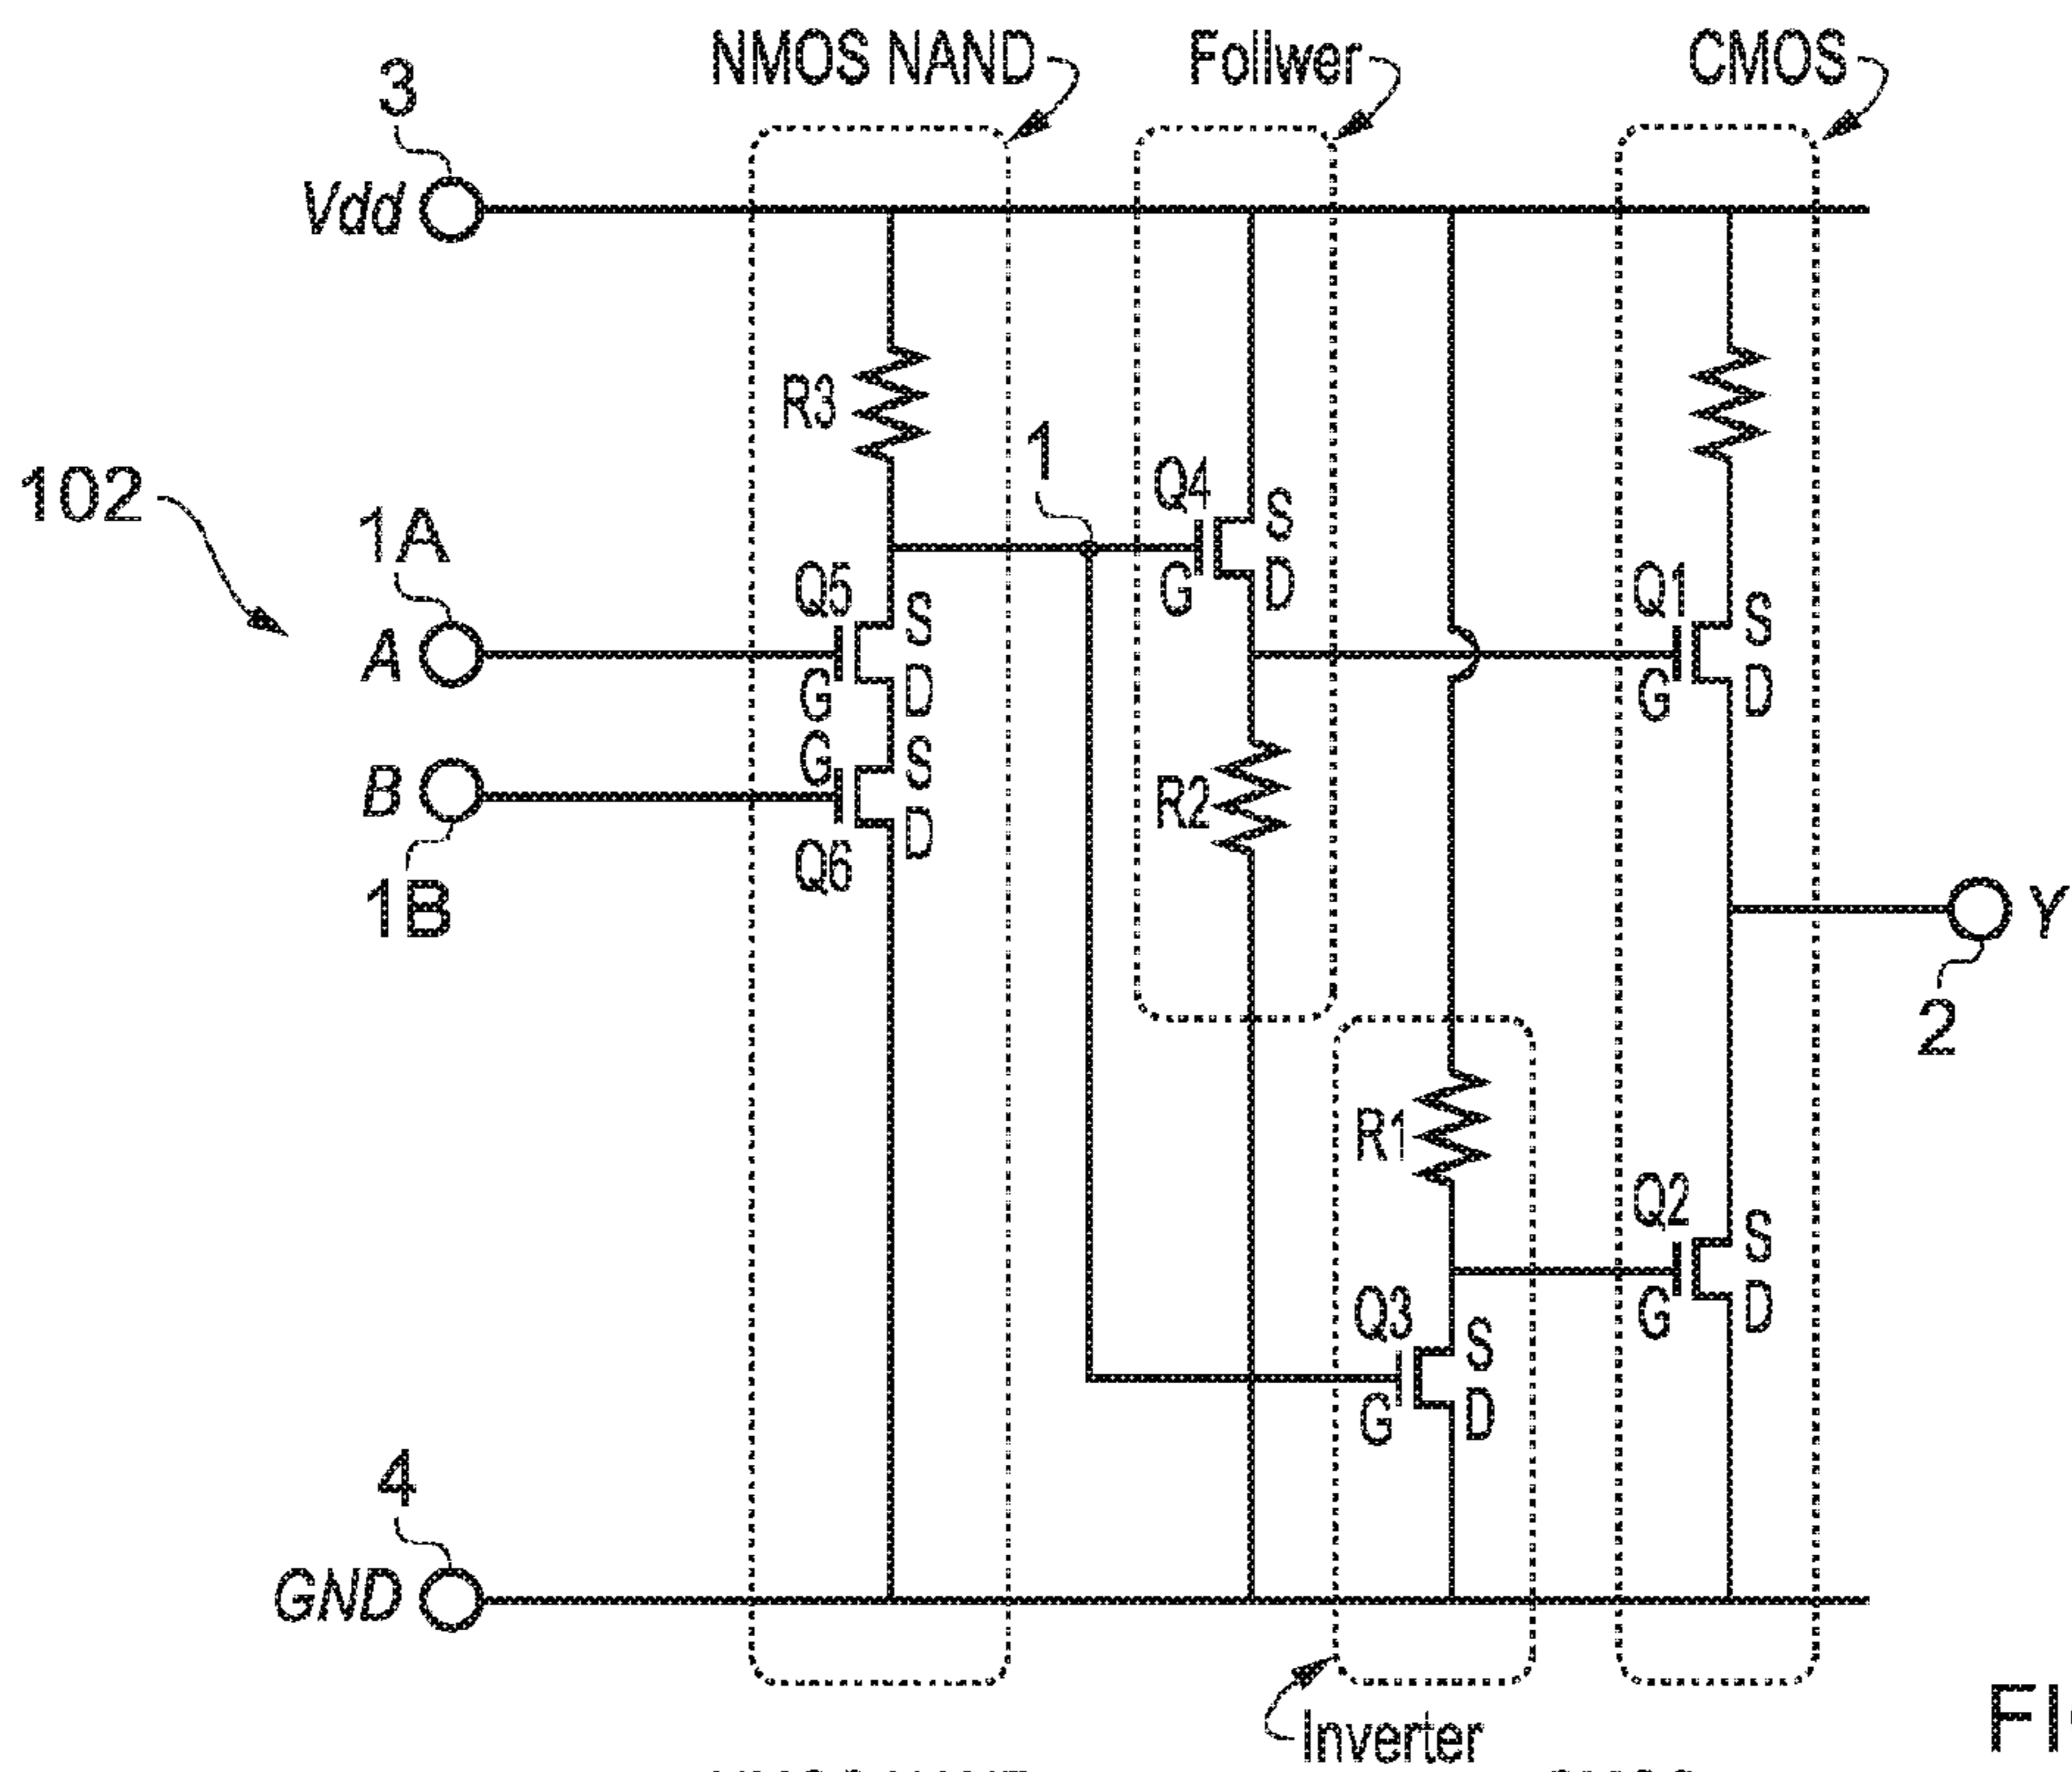 NMOS NAND
Follwer
CMOS
3
Vdd
R3
1
102
1A
Q4
S
G
D
A
Q5
S
G
D
Q1
S
G
D
B
G
S
D
Q6
1B
R2
Y
2
R1
Q2
S
G
D
Q3
S
G
D
4
GND
Inverter